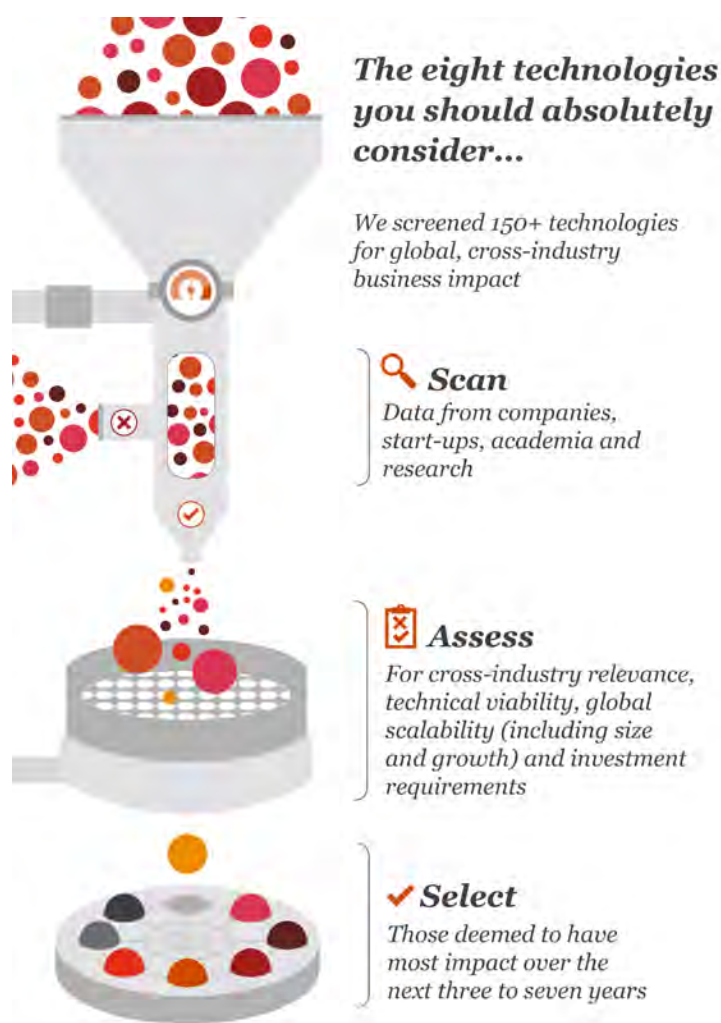 The eight technologies
you should absolutely
consider...
We screened 150+ technologies
for global, cross-industry
business impact
Scan
Data from companies,
start-ups, academia and
research
Assess
For cross-industry relevance,
technical viability, global
scalability (including size
and growth) and investment
requirements
Select
Those deemed to have
most impact over the
next three to seven years